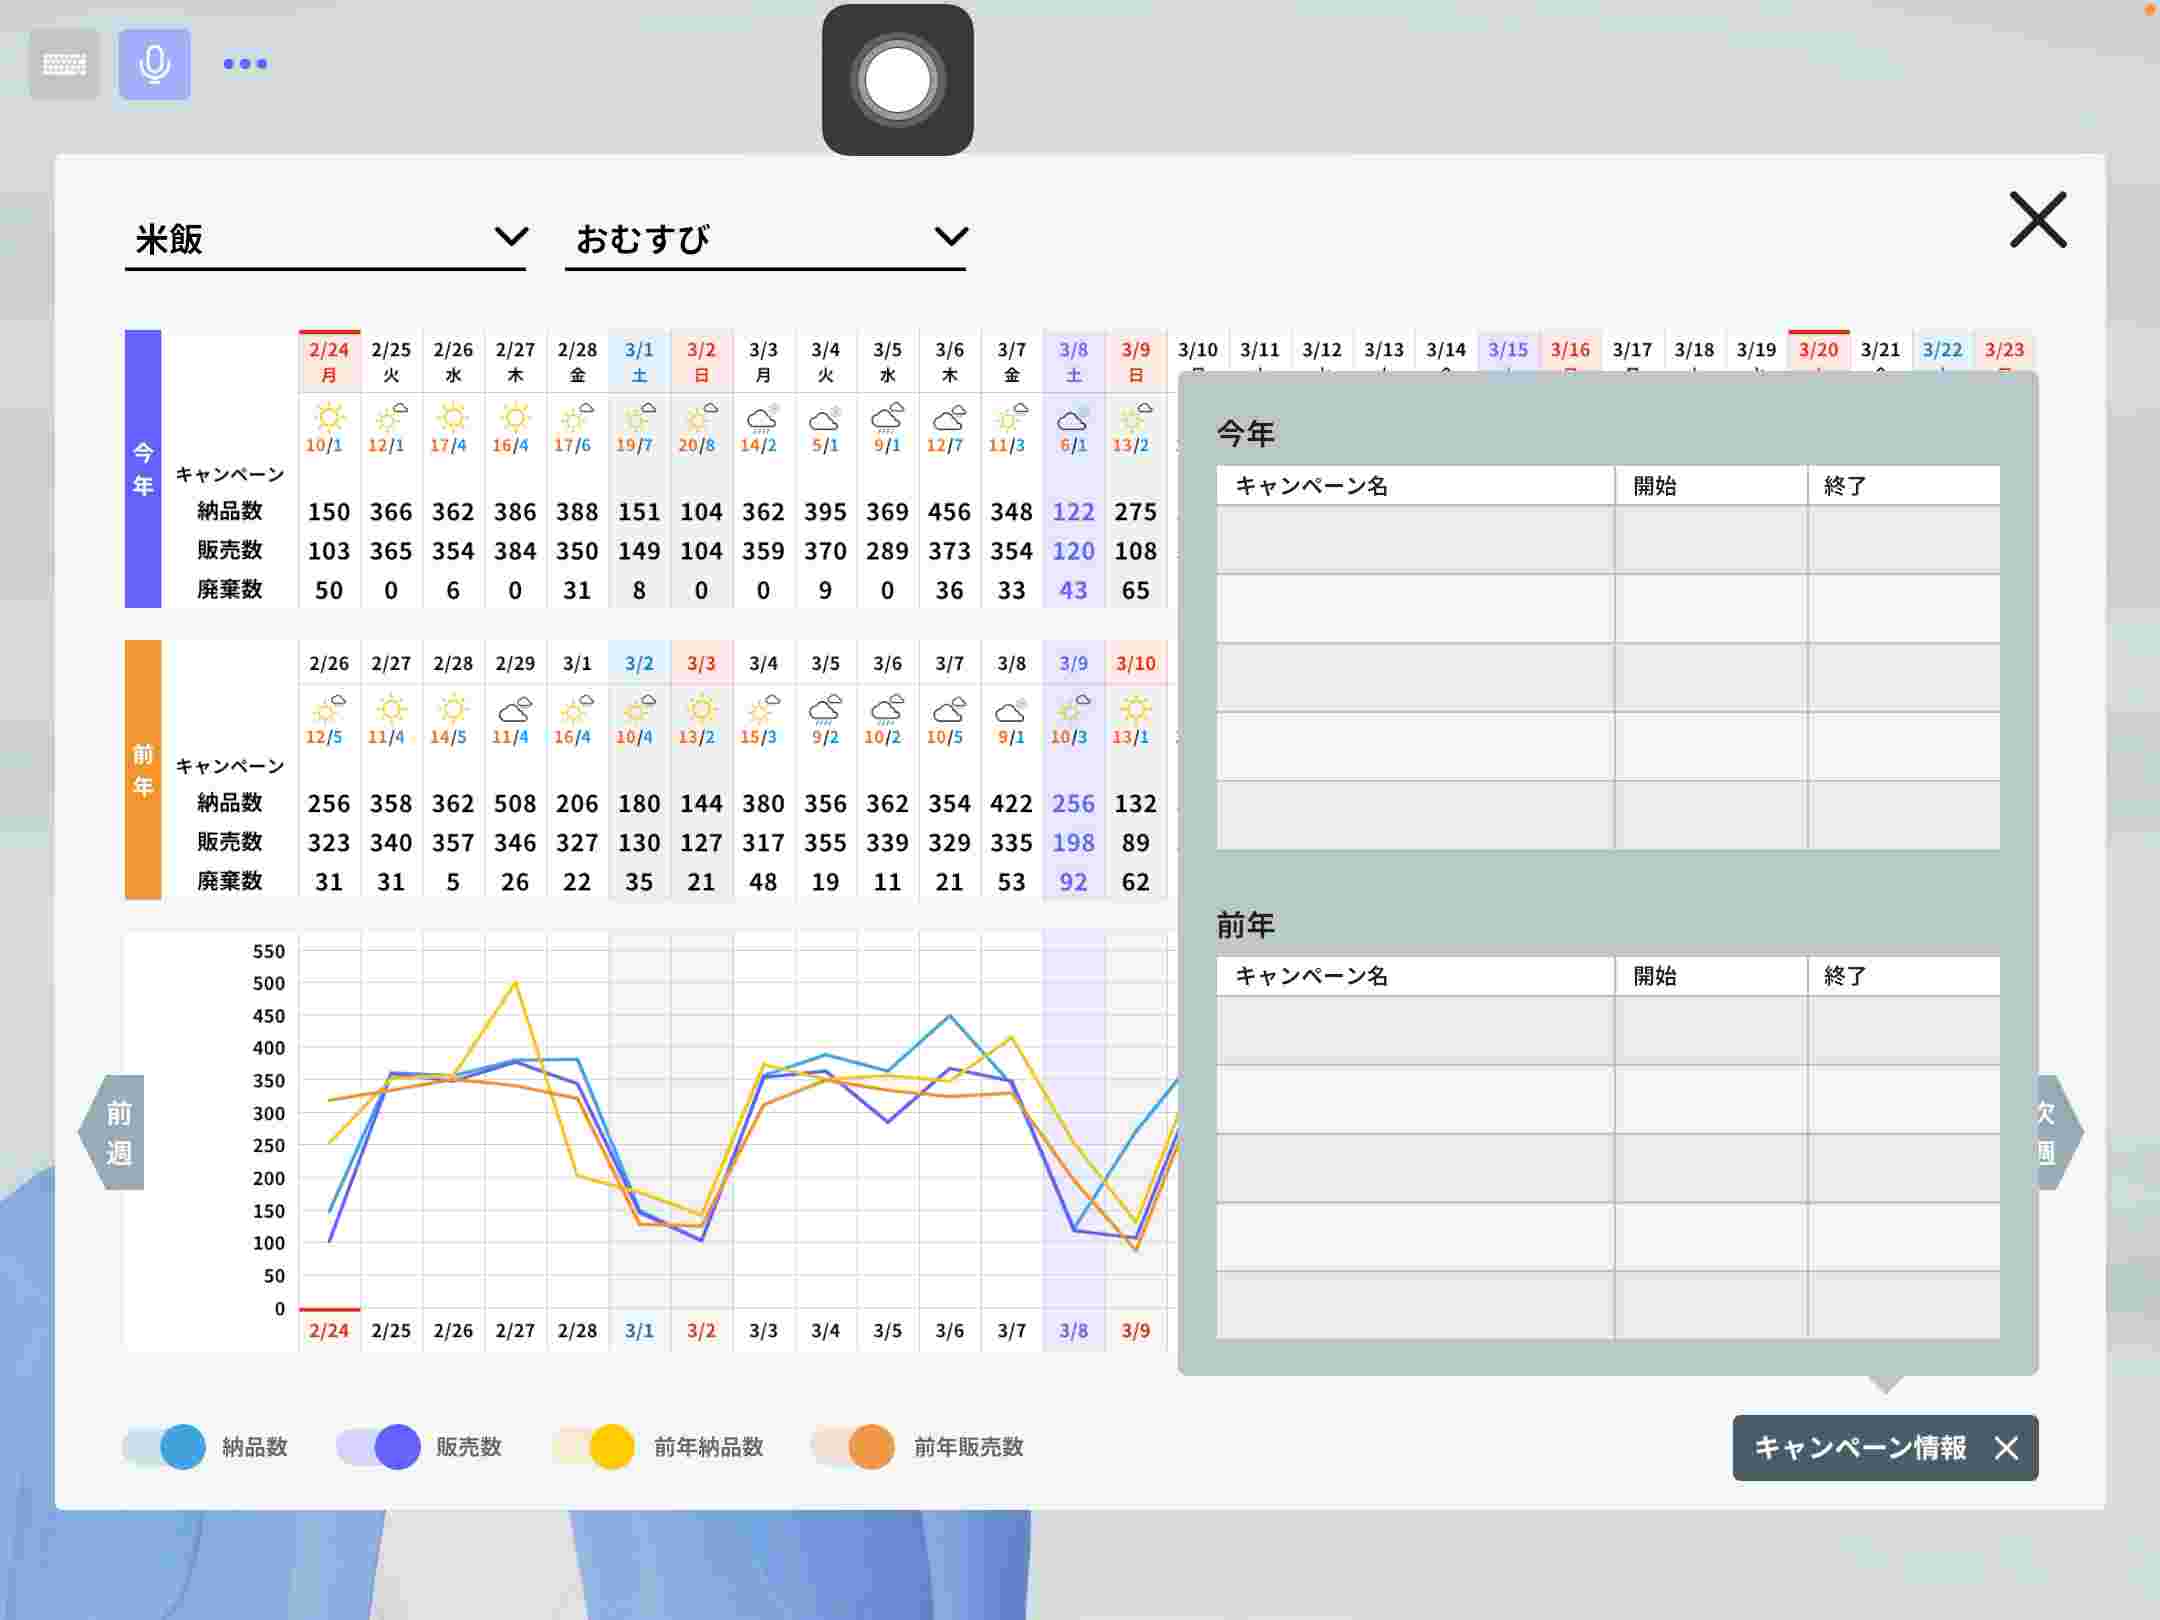 米飯 おむすび
2/24 2/25 2/26 2/27 2/28 3/1 3/2 3/3 3/4 3/5 3/6 3/7 3/8 3/9 3/10 3/11 3/12 3/13 3/14 3/15 3/16 3/17 3/18 3/19 3/20 3/21 3/22 3/23
月 火 水 木 金 土 日 月 火 水 木 金 土 日
今年
10/1 12/1 17/4 16/4 17/6 19/7 20/8 14/2 5/1 9/1 12/7 11/3 6/1 13/2
キャンペーン
納品数 150 366 362 386 388 151 104 362 395 369 456 348 122 275
販売数 103 365 354 384 350 149 104 359 370 289 373 354 120 108
廃棄数 50 0 6 0 31 8 0 0 9 0 36 33 43 65
前年
2/26 2/27 2/28 2/29 3/1 3/2 3/3 3/4 3/5 3/6 3/7 3/8 3/9 3/10
12/5 11/4 14/5 11/4 16/4 10/4 13/2 15/3 9/2 10/2 10/5 9/1 10/3 13/1
キャンペーン
納品数 256 358 362 508 206 180 144 380 356 362 354 422 256 132
販売数 323 340 357 346 327 130 127 317 355 339 329 335 198 89
廃棄数 31 31 5 26 22 35 21 48 19 11 21 53 92 62
550
500
450
400
350
300
250
200
150
100
50
0
2/24 2/25 2/26 2/27 2/28 3/1 3/2 3/3 3/4 3/5 3/6 3/7 3/8 3/9
前週
次週
今年
キャンペーン名 開始 終了
前年
キャンペーン名 開始 終了
納品数 販売数 前年納品数 前年販売数
キャンペーン情報